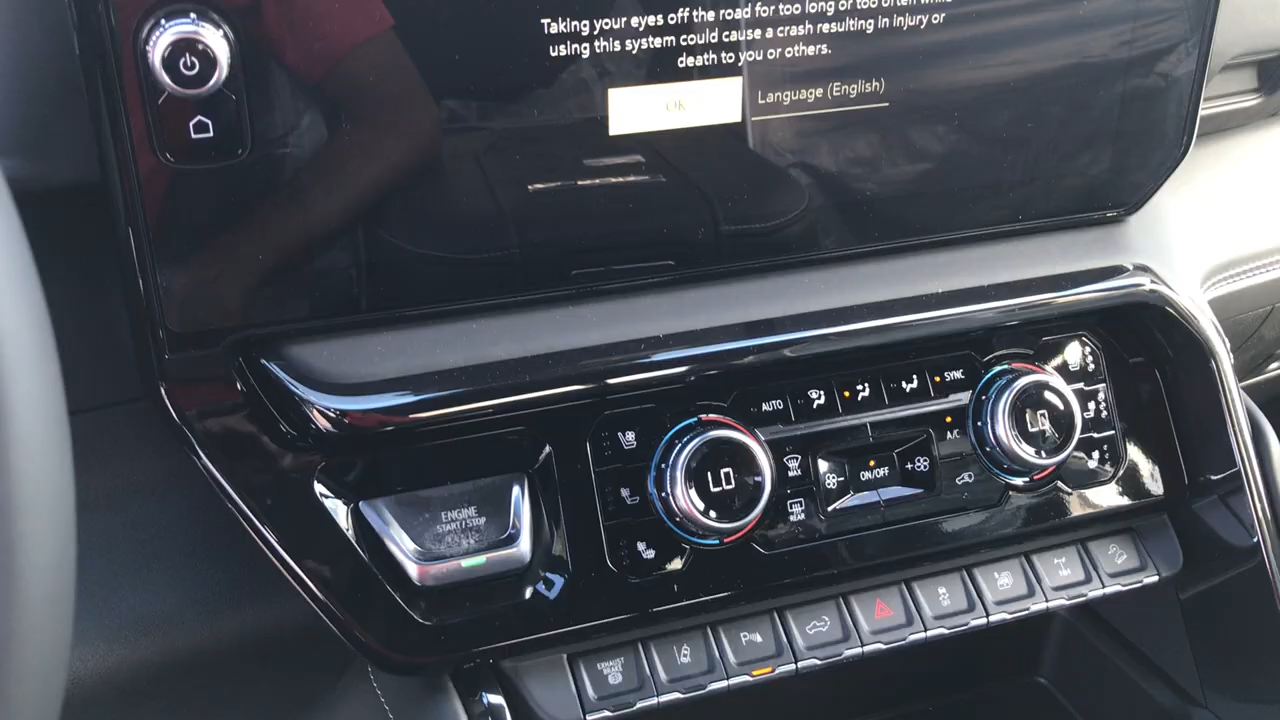 Taking your eyes off the road for too long or too often while
using this system could cause a crash resulting in injury or
death to you or others.
OK
Language (English)
AUTO
SYNC
A/C
LO
LO
MAX
ON/OFF
REAR
ENGINE
START / STOP
EXHAUST
BRAKE
P
OFF